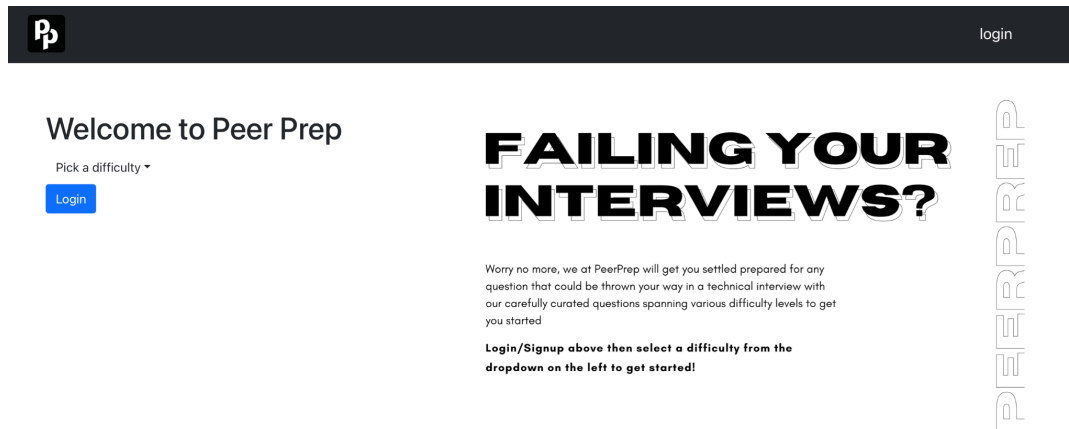 Pp
login
Welcome to Peer Prep
Pick a difficulty
Login
FAILING YOUR
INTERVIEWS?
Worry no more, we at PeerPrep will get you settled prepared for any
question that could be thrown your way in a technical interview with
our carefully curated questions spanning various difficulty levels to get
you started
Login/Signup above then select a difficulty from the
dropdown on the left to get started!
PEERPREP